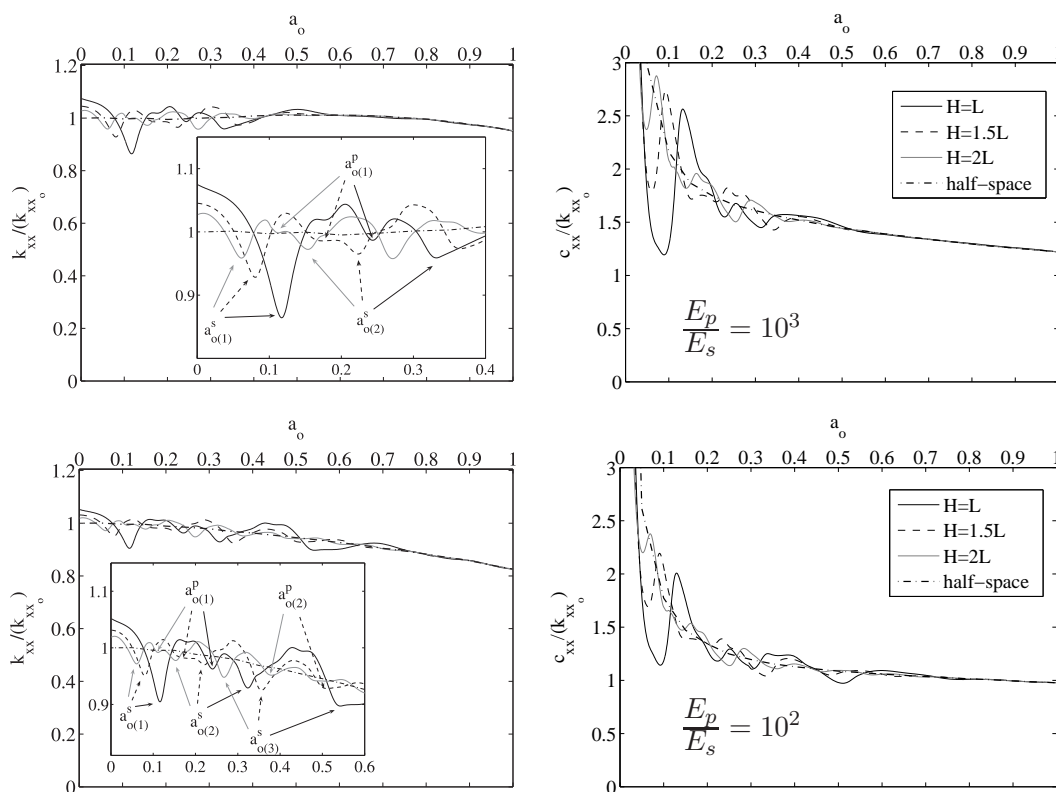 a_o
0 0.1 0.2 0.3 0.4 0.5 0.6 0.7 0.8 0.9 1
1.2
1
0.8
0.6
0.4
0.2
0
k_xx/(k_xx_o)
1.1
1
0.9
0 0.1 0.2 0.3 0.4
a^p_o(1)
a^s_o(1)
a^s_o(2)
a_o
0 0.1 0.2 0.3 0.4 0.5 0.6 0.7 0.8 0.9 1
3
2.5
2
1.5
1
0.5
0
c_xx/(k_xx_o)
H=L
H=1.5L
H=2L
half−space
E_p/E_s = 10^3
a_o
0 0.1 0.2 0.3 0.4 0.5 0.6 0.7 0.8 0.9 1
1.2
1
0.8
0.6
0.4
0.2
0
k_xx/(k_xx_o)
1.1
1
0.9
0 0.1 0.2 0.3 0.4 0.5 0.6
a^p_o(1)
a^p_o(2)
a^s_o(1)
a^s_o(2)
a^s_o(3)
a_o
0 0.1 0.2 0.3 0.4 0.5 0.6 0.7 0.8 0.9 1
3
2.5
2
1.5
1
0.5
0
c_xx/(k_xx_o)
H=L
H=1.5L
H=2L
half−space
E_p/E_s = 10^2